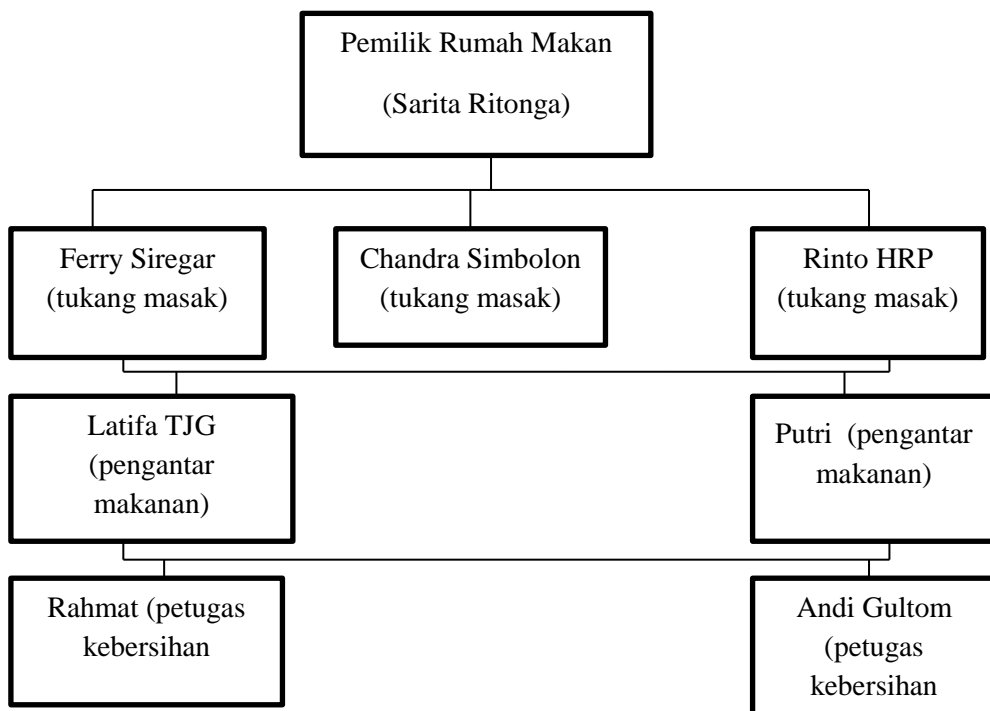 Pemilik Rumah Makan
(Sarita Ritonga)
Ferry Siregar
(tukang masak)
Chandra Simbolon
(tukang masak)
Rinto HRP
(tukang masak)
Latifa TJG
(pengantar
makanan)
Putri  (pengantar
makanan)
Rahmat (petugas
kebersihan
Andi Gultom
(petugas
kebersihan